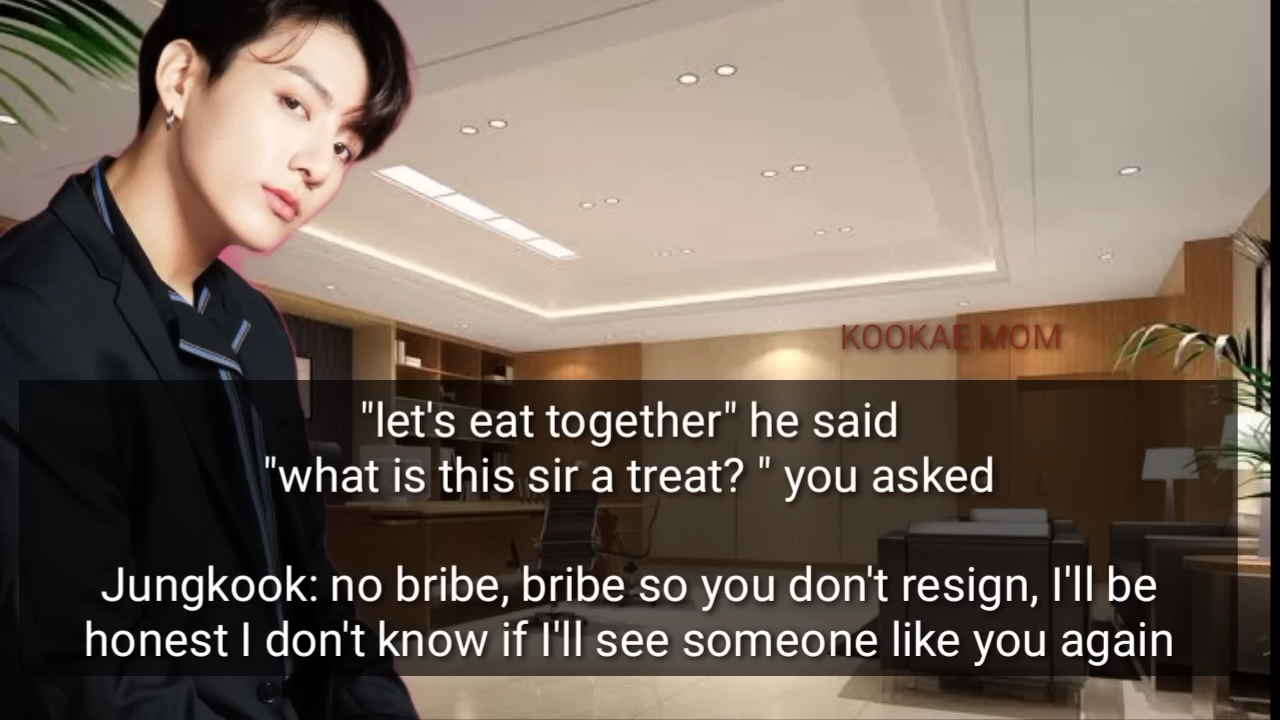 KOOKAE MOM
"let's eat together" he said
"what is this sir a treat? " you asked
Jungkook: no bribe, bribe so you don't resign, I'll be
honest I don't know if I'll see someone like you again